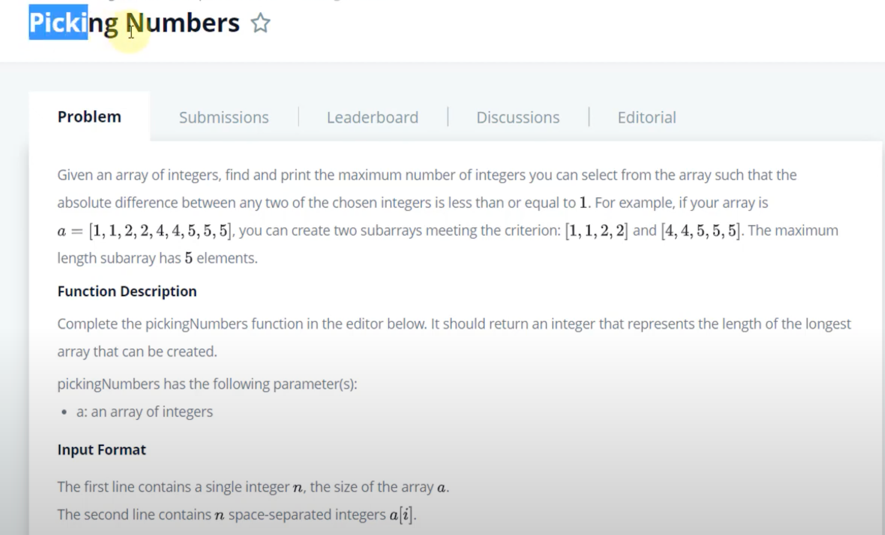 Picking Numbers
Problem
Submissions
Leaderboard
Discussions
Editorial
Given an array of integers, find and print the maximum number of integers you can select from the array such that the
absolute difference between any two of the chosen integers is less than or equal to 1. For example, if your array is
a = [1, 1, 2, 2, 4, 4, 5, 5, 5], you can create two subarrays meeting the criterion: [1, 1, 2, 2] and [4, 4, 5, 5, 5]. The maximum
length subarray has 5 elements.
Function Description
Complete the pickingNumbers function in the editor below. It should return an integer that represents the length of the longest
array that can be created.
pickingNumbers has the following parameter(s):
• a: an array of integers
Input Format
The first line contains a single integer n, the size of the array a.
The second line contains n space-separated integers a[i].